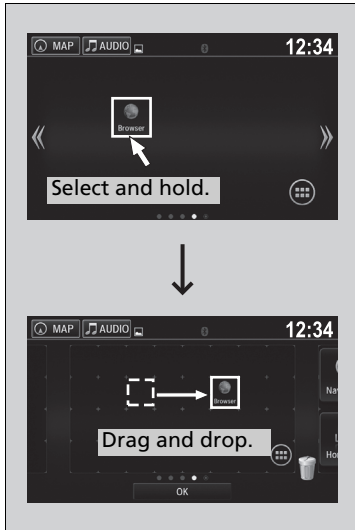 MAP AUDIO 12:34
Browser
Select and hold.
MAP AUDIO 12:34
Browser
Drag and drop.
OK